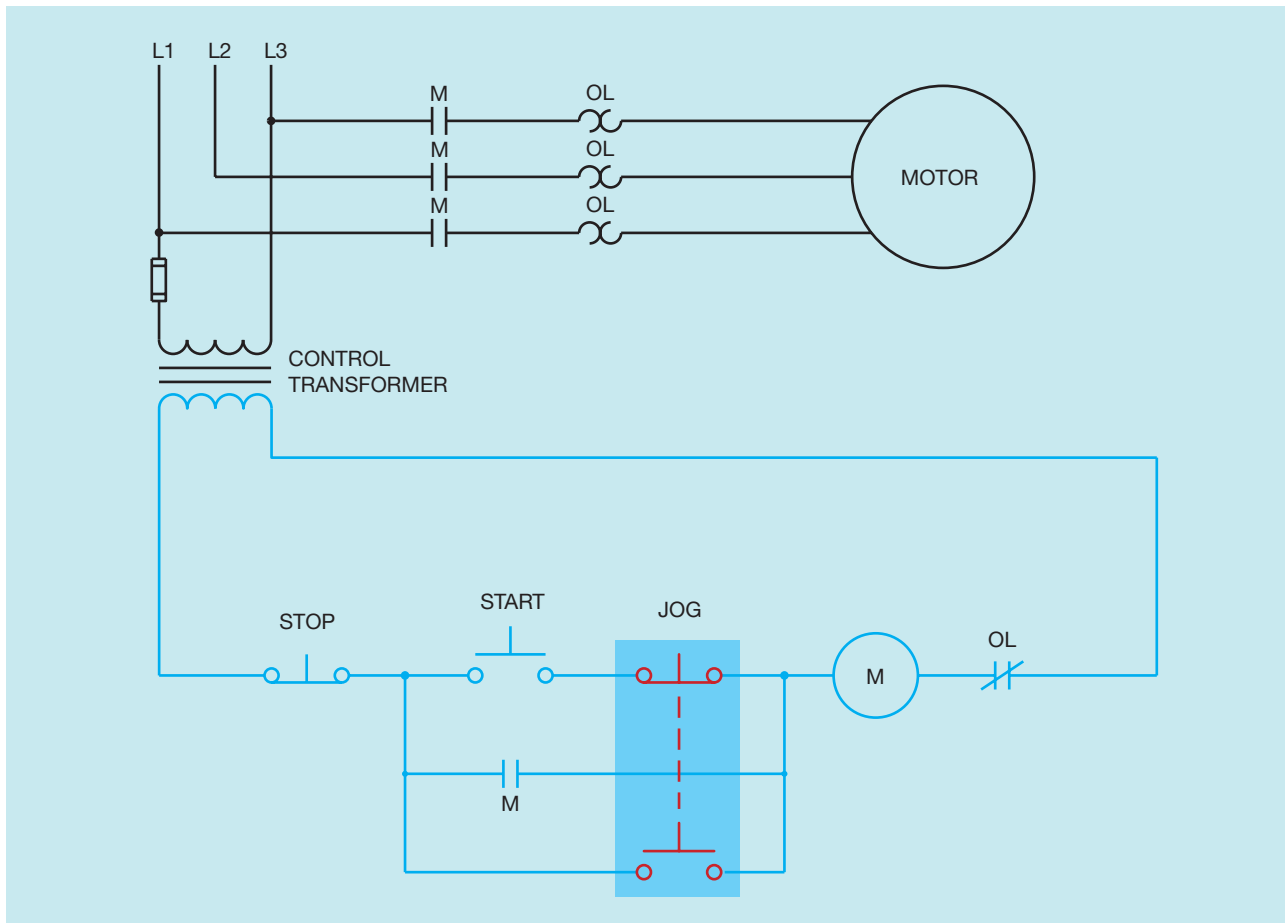 L1 L2 L3
M OL
M OL
MOTOR
M OL
CONTROL
TRANSFORMER
STOP
START
JOG
OL
M
M